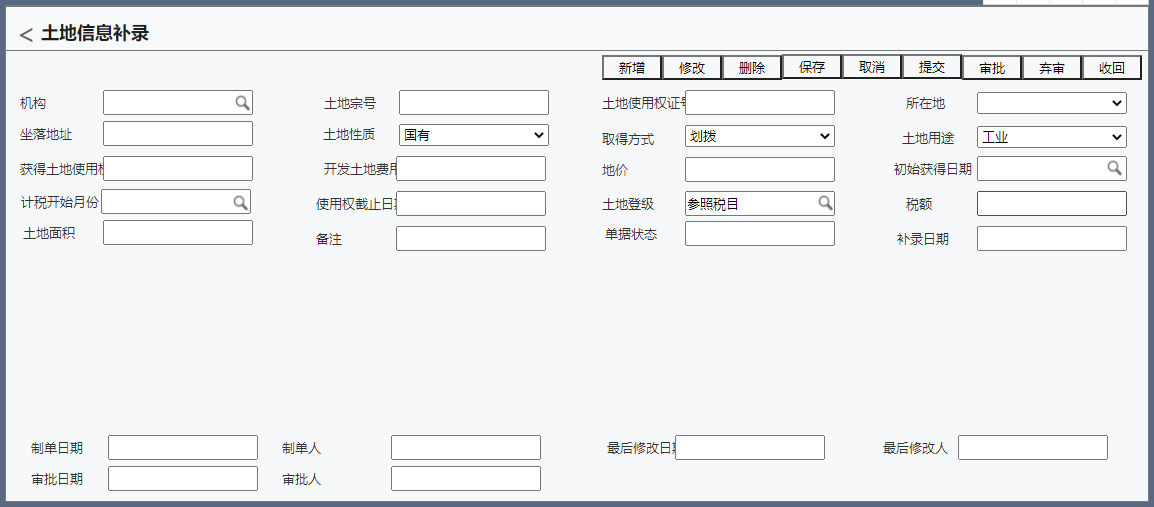 < 土地信息补录
新增 修改 删除 保存 取消 提交 审批 弃审 收回
机构 土地宗号 土地使用权证号 所在地
坐落地址 土地性质 国有 取得方式 划拨 土地用途 工业
获得土地使用权 开发土地费用 地价 初始获得日期
计税开始月份 使用权截止日期 土地登级 参照税目 税额
土地面积 备注 单据状态 补录日期
制单日期 制单人 最后修改日期 最后修改人
审批日期 审批人